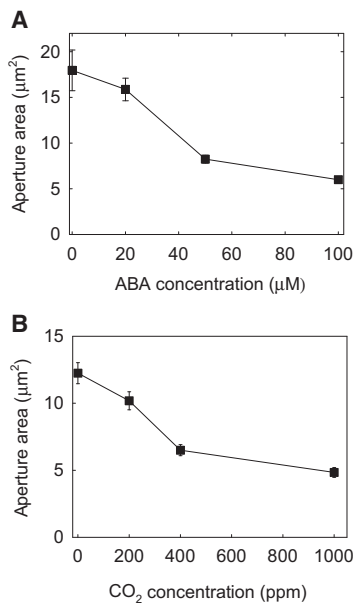 A
20
15
10
5
0
Aperture area (μm²)
0 20 40 60 80 100
ABA concentration (μM)
B
15
10
5
0
Aperture area (μm²)
0 200 400 600 800 1000
CO₂ concentration (ppm)